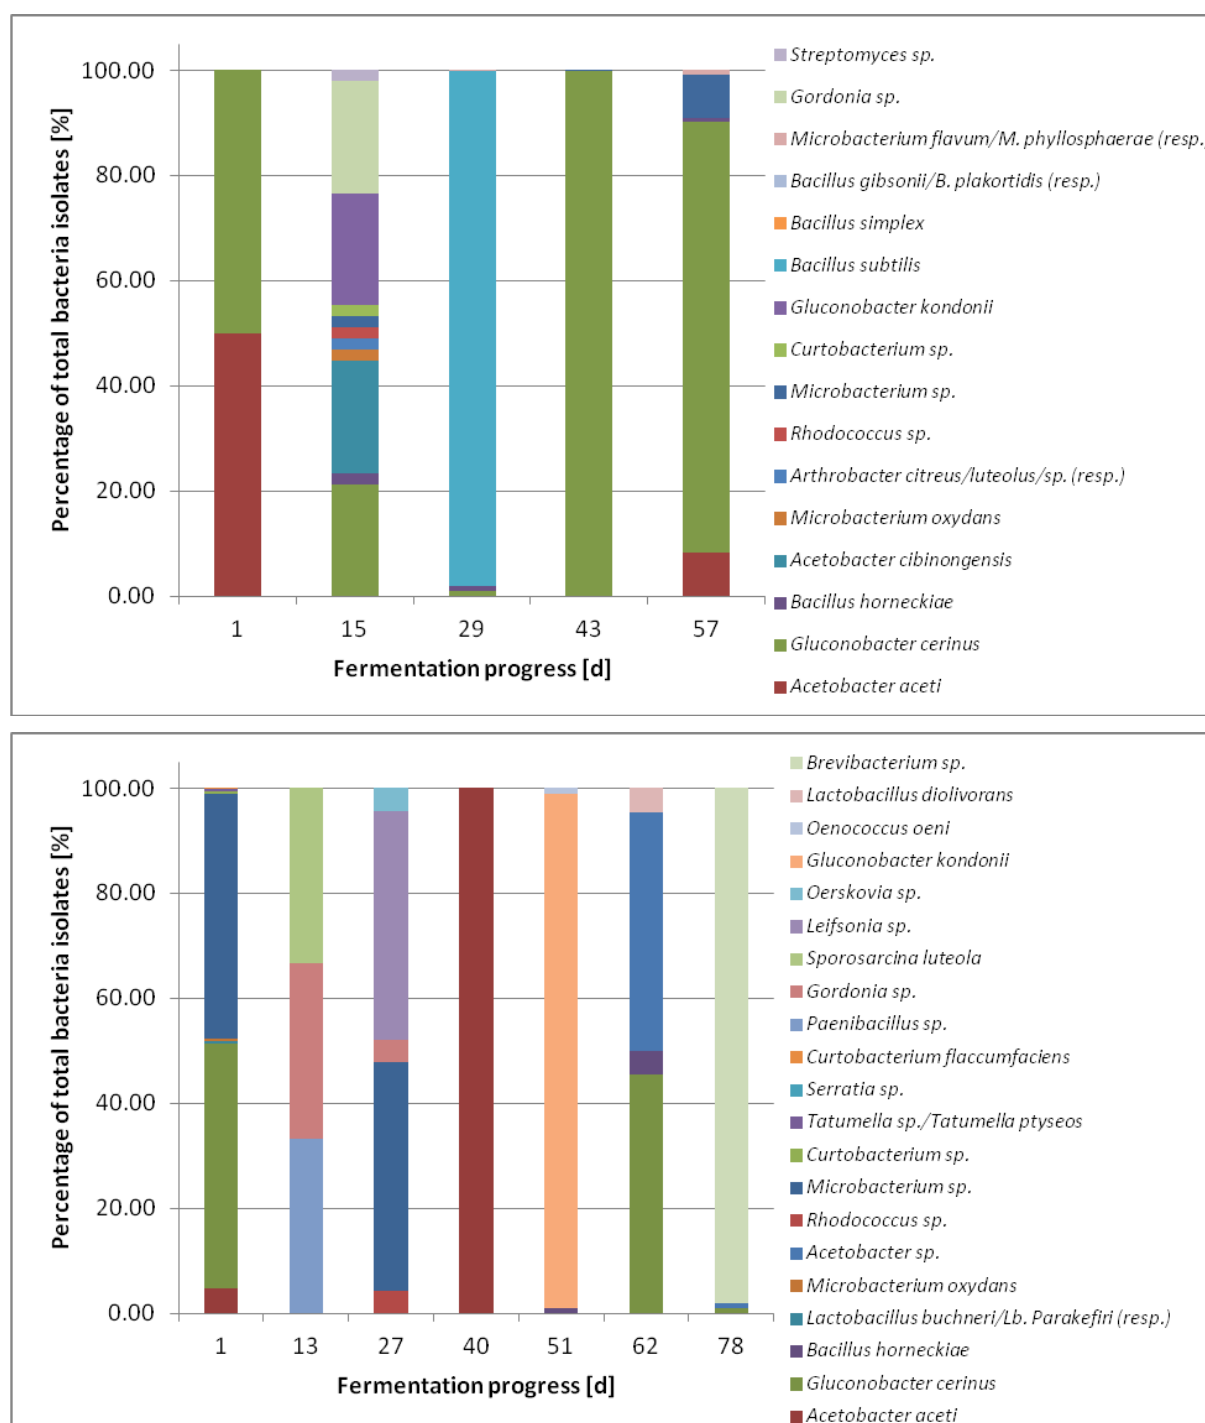 Percentage of total bacteria isolates [%]
100.00
80.00
60.00
40.00
20.00
0.00
1 15 29 43 57
Fermentation progress [d]
Streptomyces sp.
Gordonia sp.
Microbacterium flavum/M. phyllosphaerae (resp.
Bacillus gibsonii/B. plakortidis (resp.)
Bacillus simplex
Bacillus subtilis
Gluconobacter kondonii
Curtobacterium sp.
Microbacterium sp.
Rhodococcus sp.
Arthrobacter citreus/luteolus/sp. (resp.)
Microbacterium oxydans
Acetobacter cibinongensis
Bacillus horneckiae
Gluconobacter cerinus
Acetobacter aceti
Percentage of total bacteria isolates [%]
100.00
80.00
60.00
40.00
20.00
0.00
1 13 27 40 51 62 78
Fermentation progress [d]
Brevibacterium sp.
Lactobacillus diolivorans
Oenococcus oeni
Gluconobacter kondonii
Oerskovia sp.
Leifsonia sp.
Sporosarcina luteola
Gordonia sp.
Paenibacillus sp.
Curtobacterium flaccumfaciens
Serratia sp.
Tatumella sp./Tatumella ptyseos
Curtobacterium sp.
Microbacterium sp.
Rhodococcus sp.
Acetobacter sp.
Microbacterium oxydans
Lactobacillus buchneri/Lb. Parakefiri (resp.)
Bacillus horneckiae
Gluconobacter cerinus
Acetobacter aceti